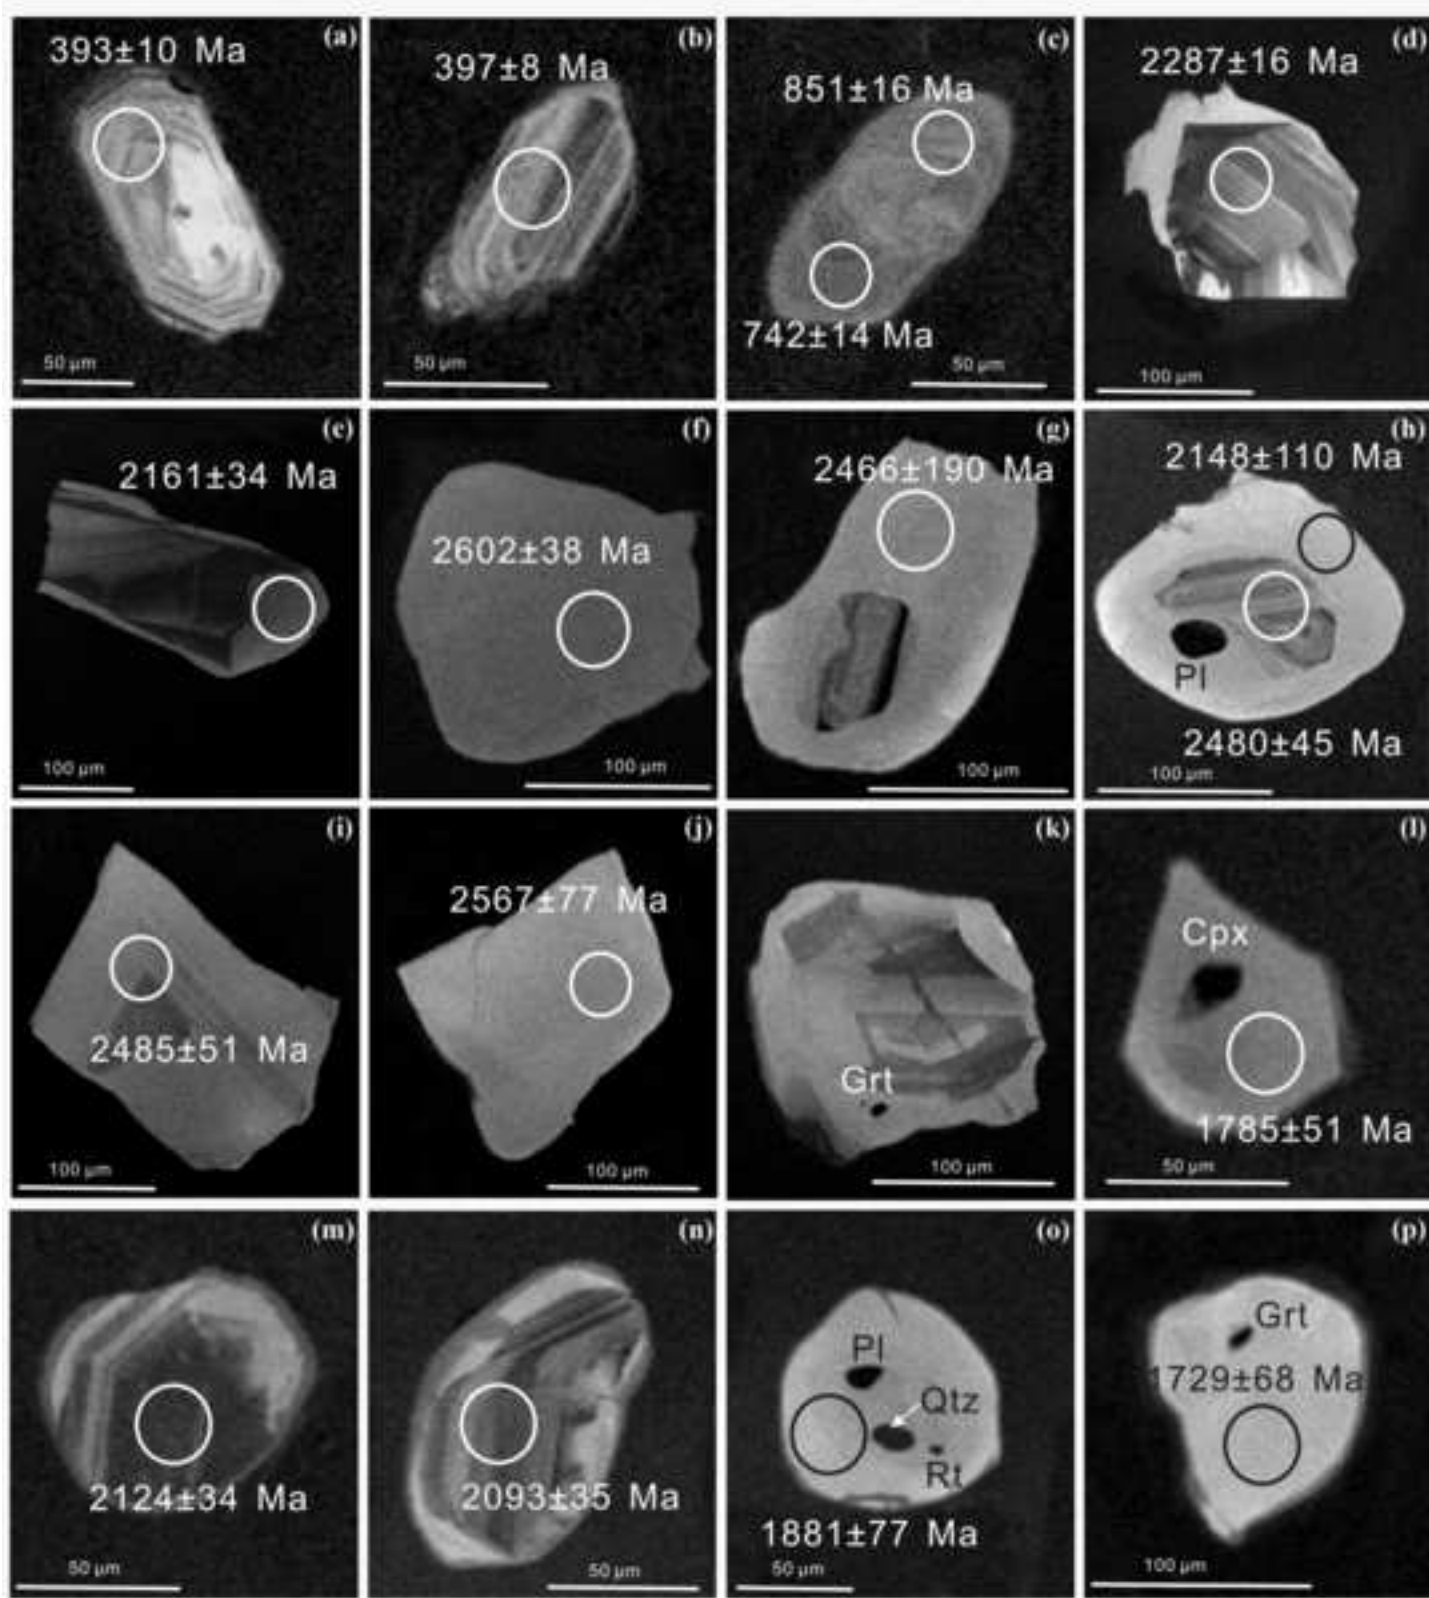 (a)
393±10 Ma
50 µm
(b)
397±8 Ma
50 µm
(c)
851±16 Ma
742±14 Ma
50 µm
(d)
2287±16 Ma
100 µm
(e)
2161±34 Ma
100 µm
(f)
2602±38 Ma
100 µm
(g)
2466±190 Ma
100 µm
(h)
2148±110 Ma
Pl
2480±45 Ma
100 µm
(i)
2485±51 Ma
100 µm
(j)
2567±77 Ma
100 µm
(k)
Grt
100 µm
(l)
Cpx
1785±51 Ma
50 µm
(m)
2124±34 Ma
50 µm
(n)
2093±35 Ma
50 µm
(o)
Pl
Qtz
Rt
1881±77 Ma
50 µm
(p)
Grt
1729±68 Ma
100 µm